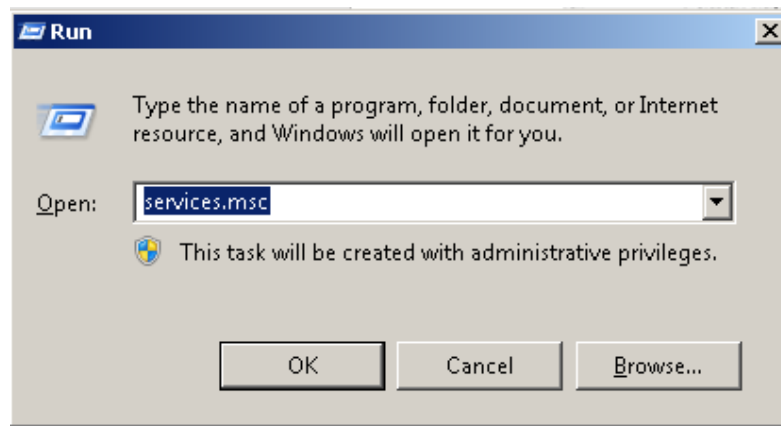 Run
Type the name of a program, folder, document, or Internet
resource, and Windows will open it for you.
Open: services.msc
This task will be created with administrative privileges.
OK Cancel Browse...